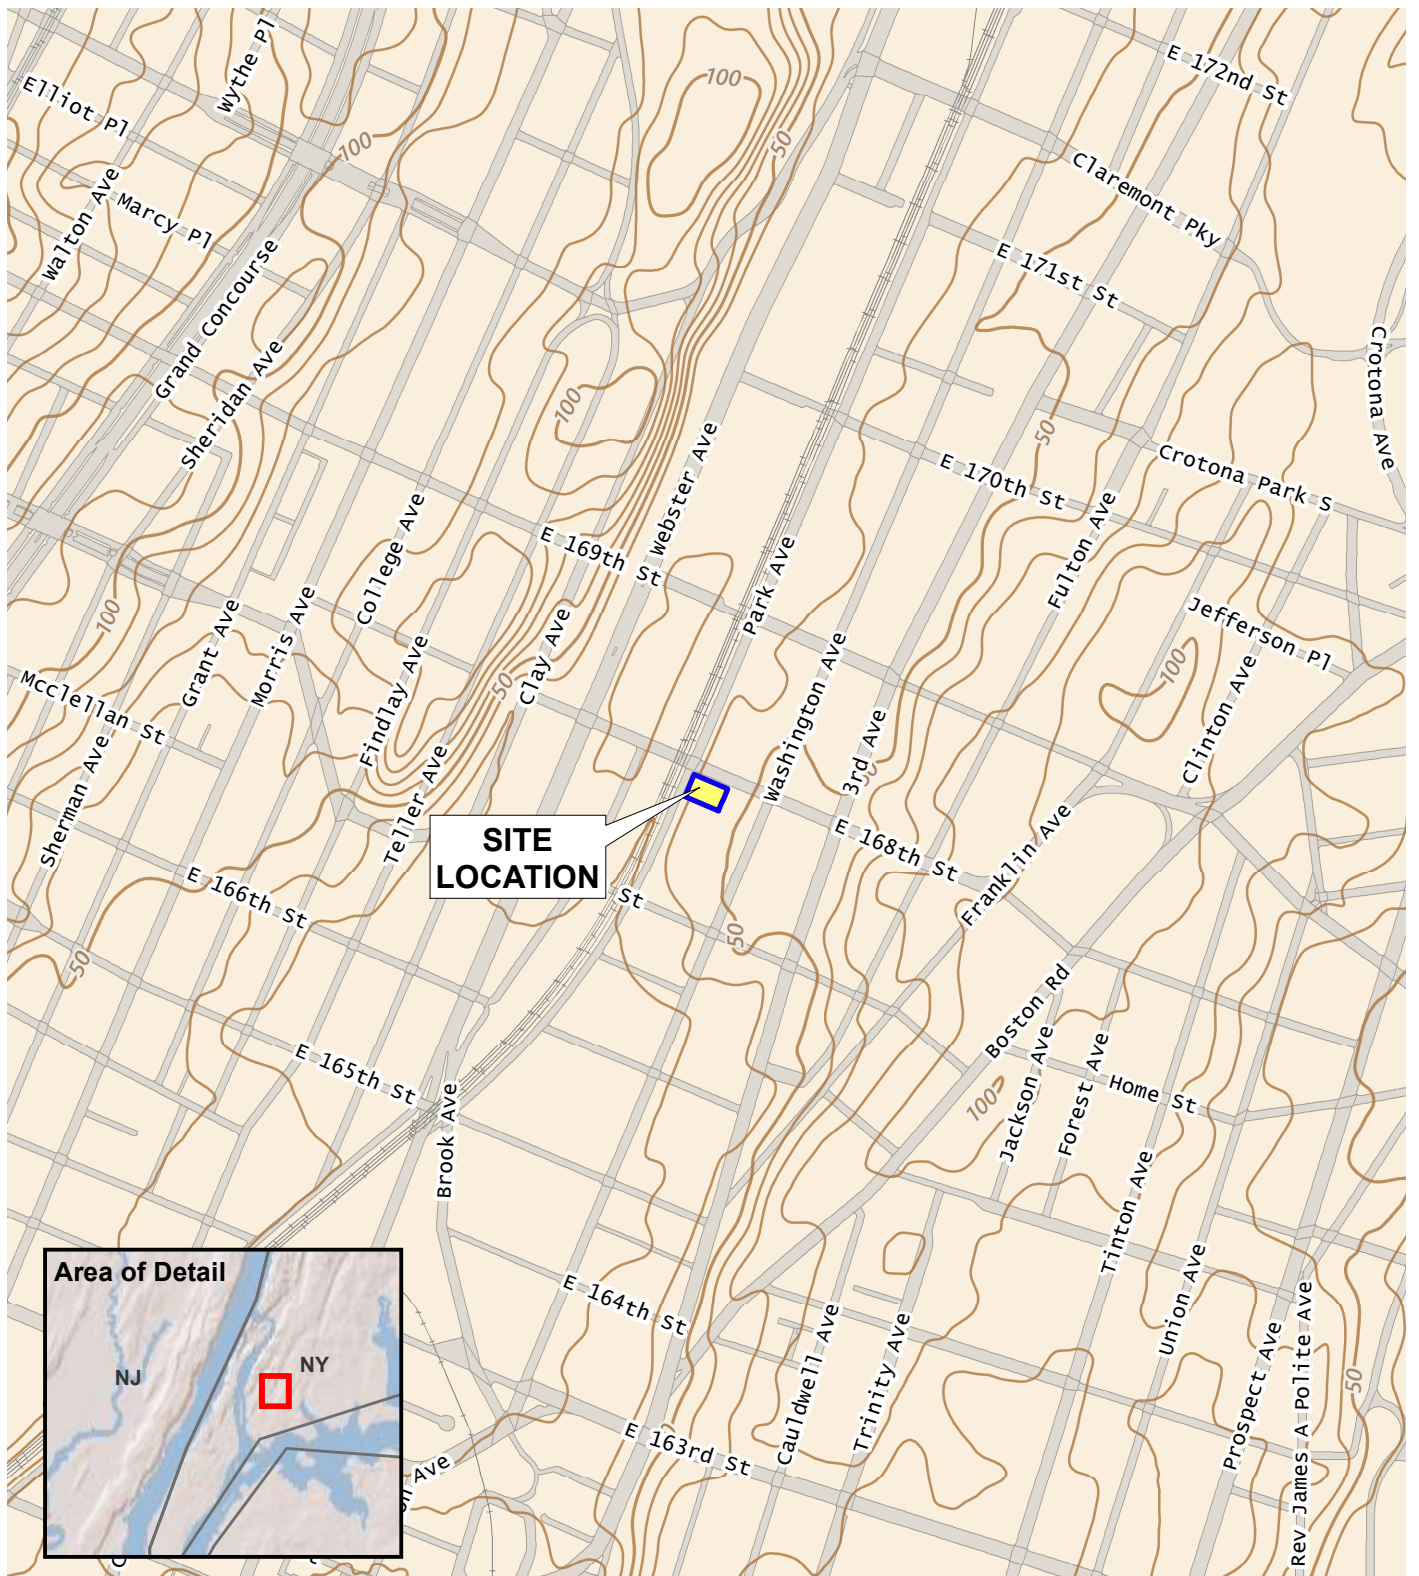 Wythe Pl
100
E 172nd St
Elliot Pl
50
100
Claremont Pky
Walton Ave
Marcy Pl
E 171st St
Grand Concourse
Crotona Ave
Sheridan Ave
100
50
Webster Ave
E 170th St
Crotona Park S
College Ave
E 169th St
Park Ave
Fulton Ave
100
Grant Ave
Morris Ave
Jefferson Pl
Findlay Ave
50
Clay Ave
Washington Ave
100
Clinton Ave
Mcclellan St
3rd Ave
50
Sherman Ave
Teller Ave
SITE
LOCATION
E 168th St
Franklin Ave
E 166th St
St
50
50
Boston Rd
E 165th St
Brook Ave
100
Jackson Ave
Forest Ave
Home St
Tinton Ave
Area of Detail
NJ
NY
E 164th St
Union Ave
Cauldwell Ave
Trinity Ave
Prospect Ave
Rev James A Polite Ave
50
E 163rd St
Ave